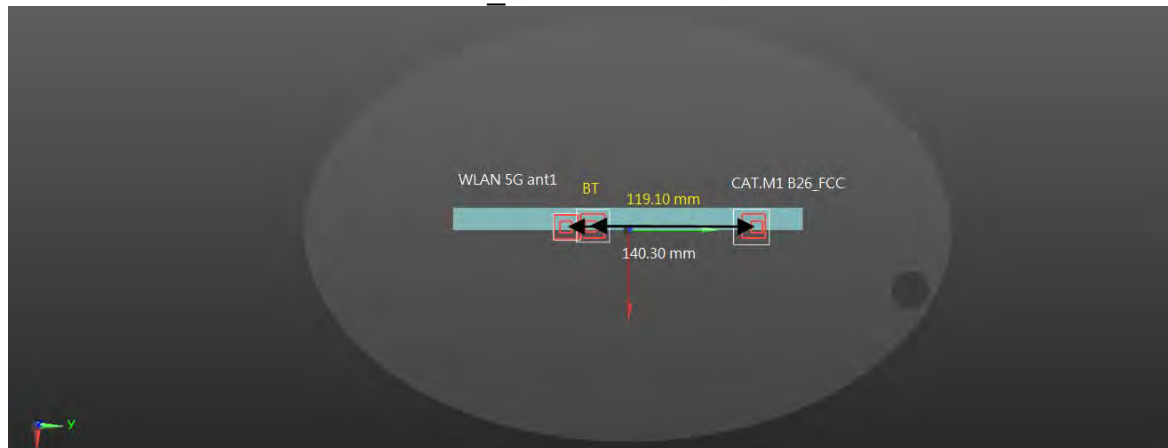 WLAN 5G ant1
BT
CAT.M1 B26_FCC
119.10 mm
140.30 mm
y